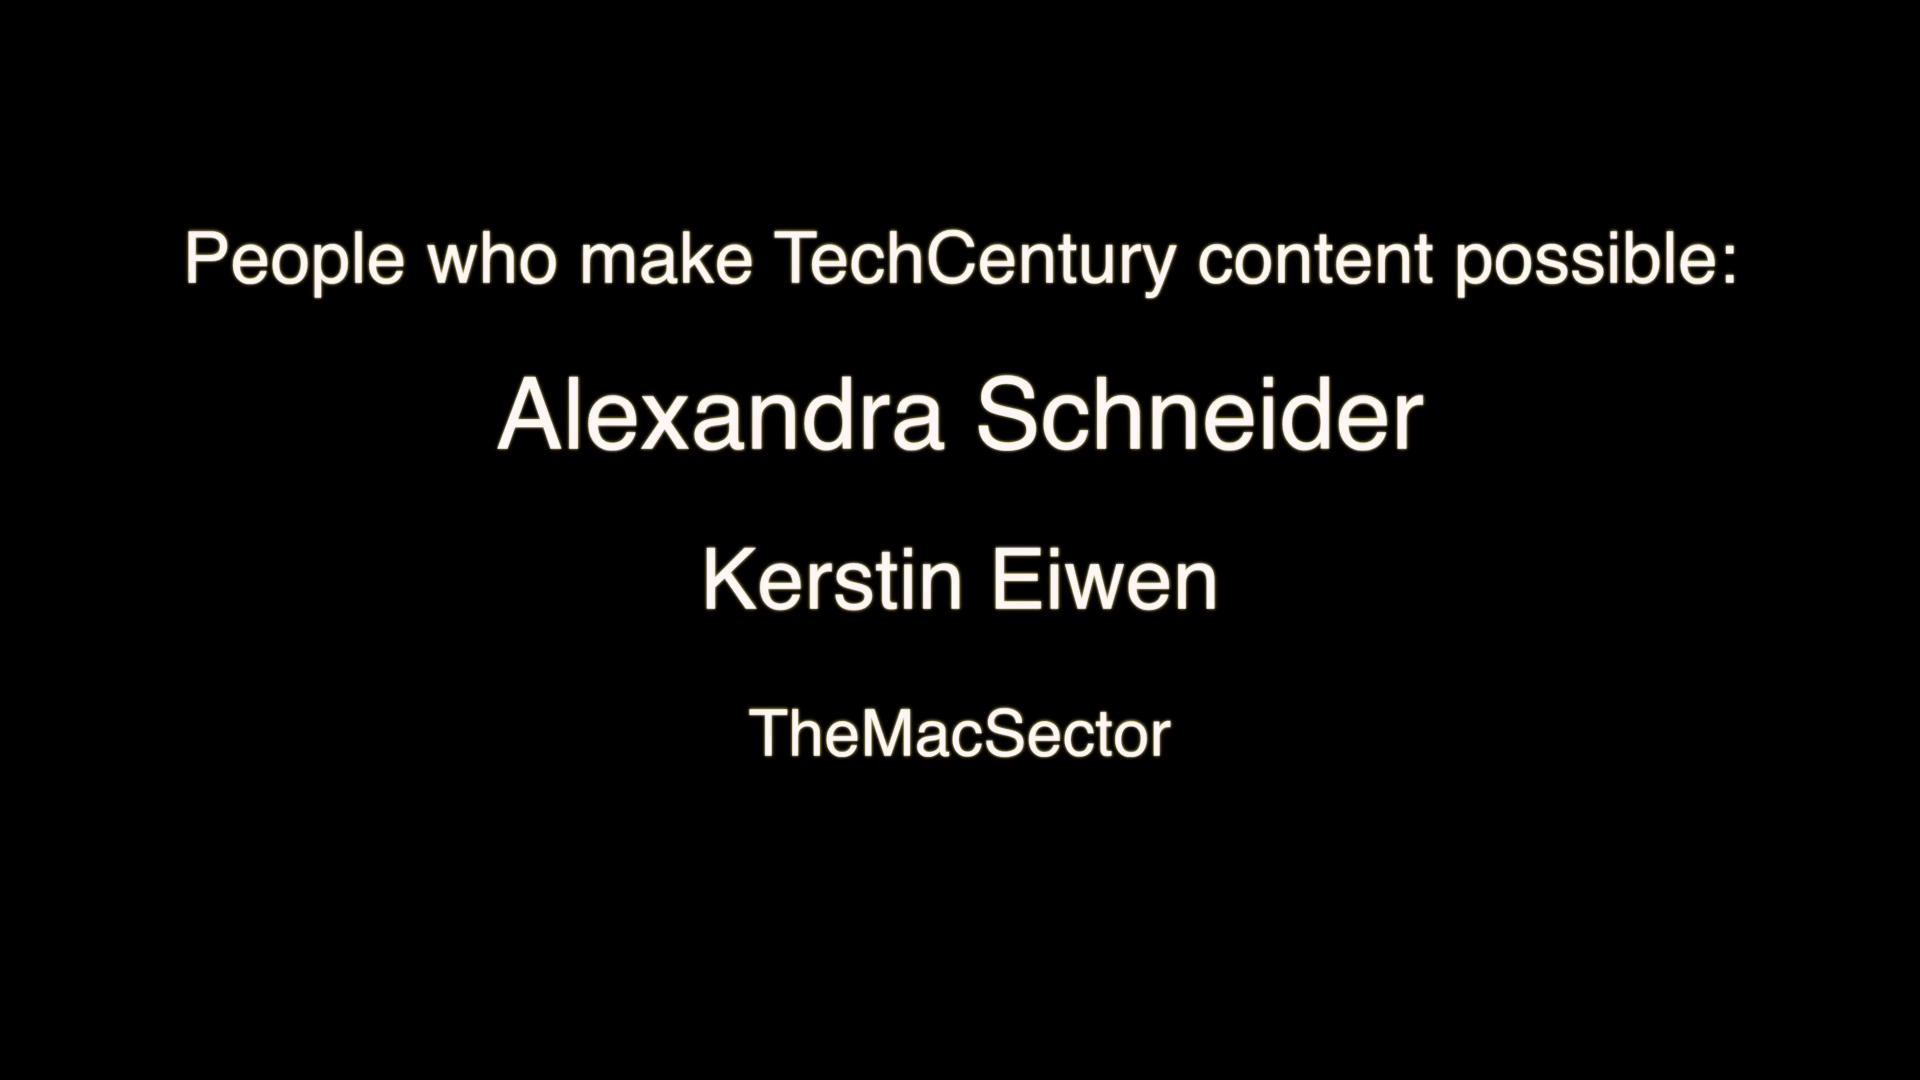 People who make TechCentury content possible:
Alexandra Schneider
Kerstin Eiwen
TheMacSector